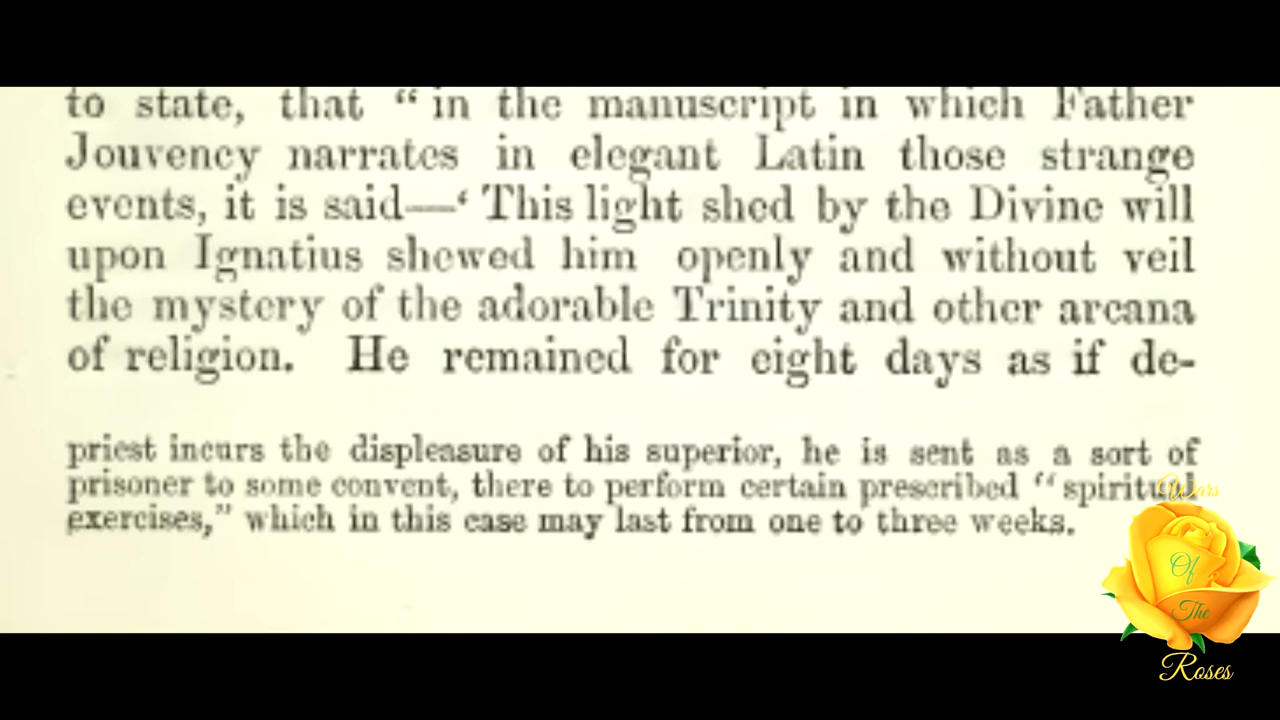 to state, that “ in the manuscript in which Father
Jouvency narrates in elegant Latin those strange
events, it is said—‘ This light shed by the Divine will
upon Ignatius shewed him openly and without veil
the mystery of the adorable Trinity and other arcana
of religion. He remained for eight days as if de-
priest incurs the displeasure of his superior, he is sent as a sort of
prisoner to some convent, there to perform certain prescribed “ spiritual
exercises,” which in this case may last from one to three weeks.
Wars
Of
The
Roses